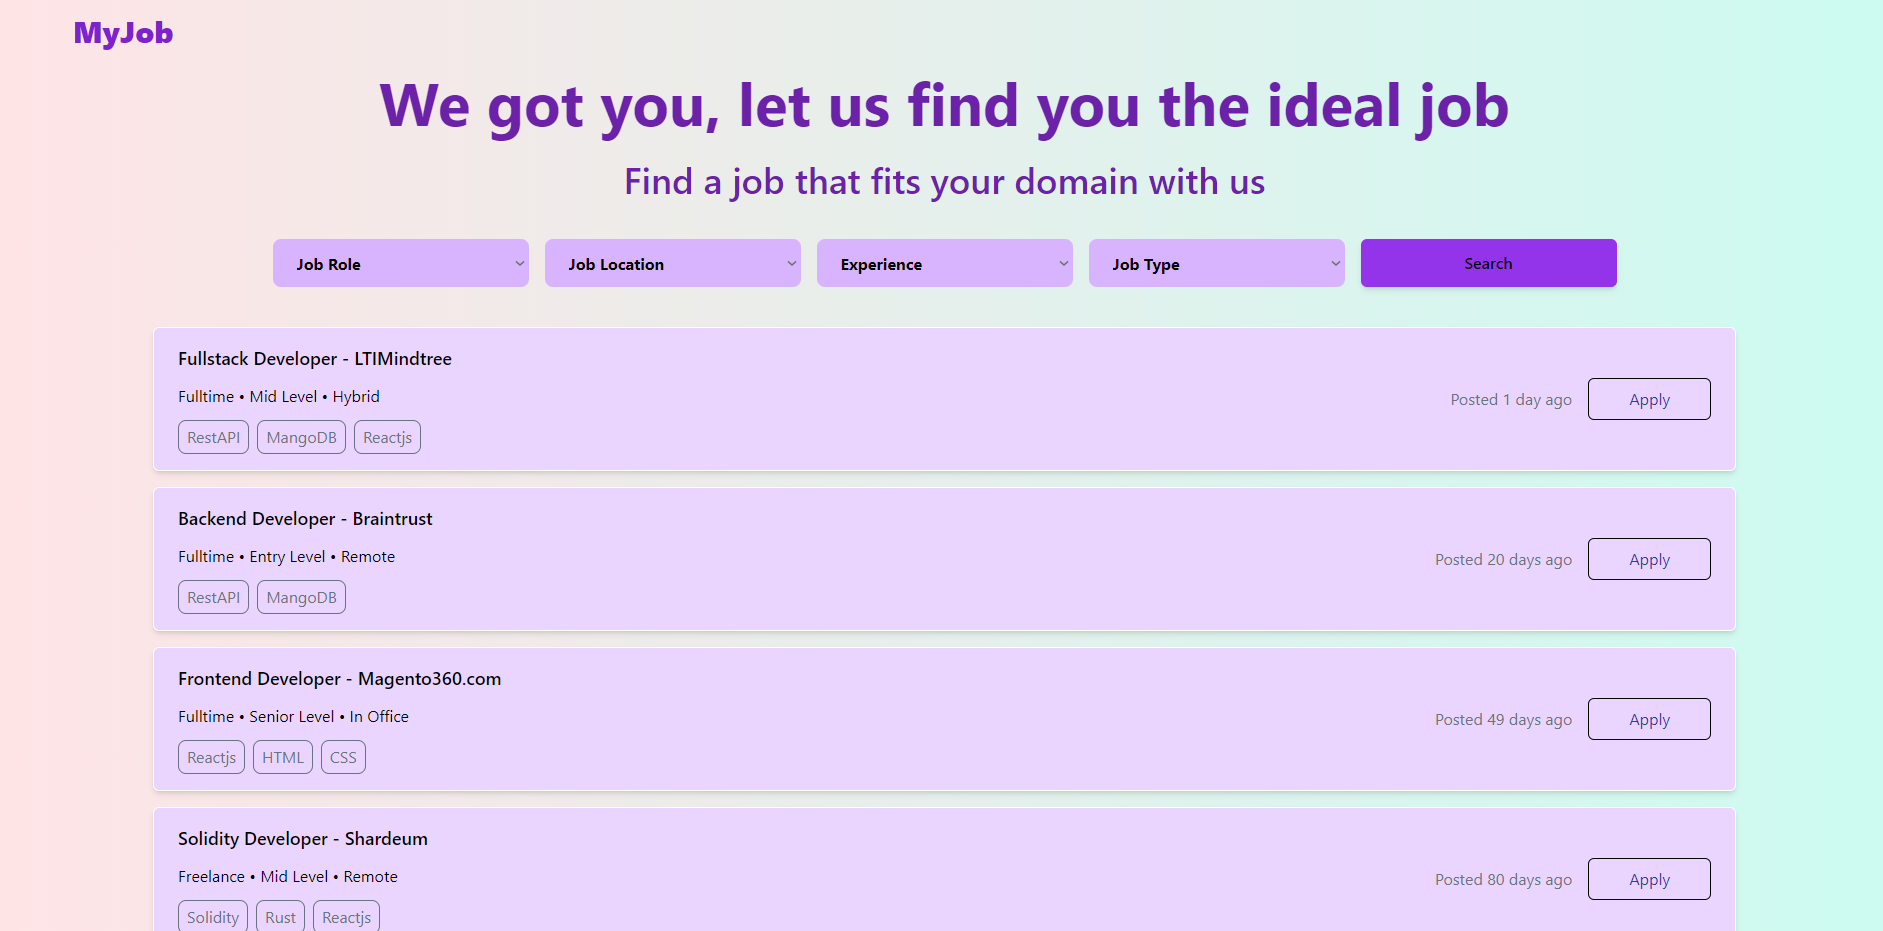 MyJob
We got you, let us find you the ideal job
Find a job that fits your domain with us
Job Role Job Location Experience Job Type Search
Fullstack Developer - LTIMindtree
Fulltime • Mid Level • Hybrid
Posted 1 day ago Apply
RestAPI MangoDB Reactjs
Backend Developer - Braintrust
Fulltime • Entry Level • Remote
Posted 20 days ago Apply
RestAPI MangoDB
Frontend Developer - Magento360.com
Fulltime • Senior Level • In Office
Posted 49 days ago Apply
Reactjs HTML CSS
Solidity Developer - Shardeum
Freelance • Mid Level • Remote
Posted 80 days ago Apply
Solidity Rust Reactjs